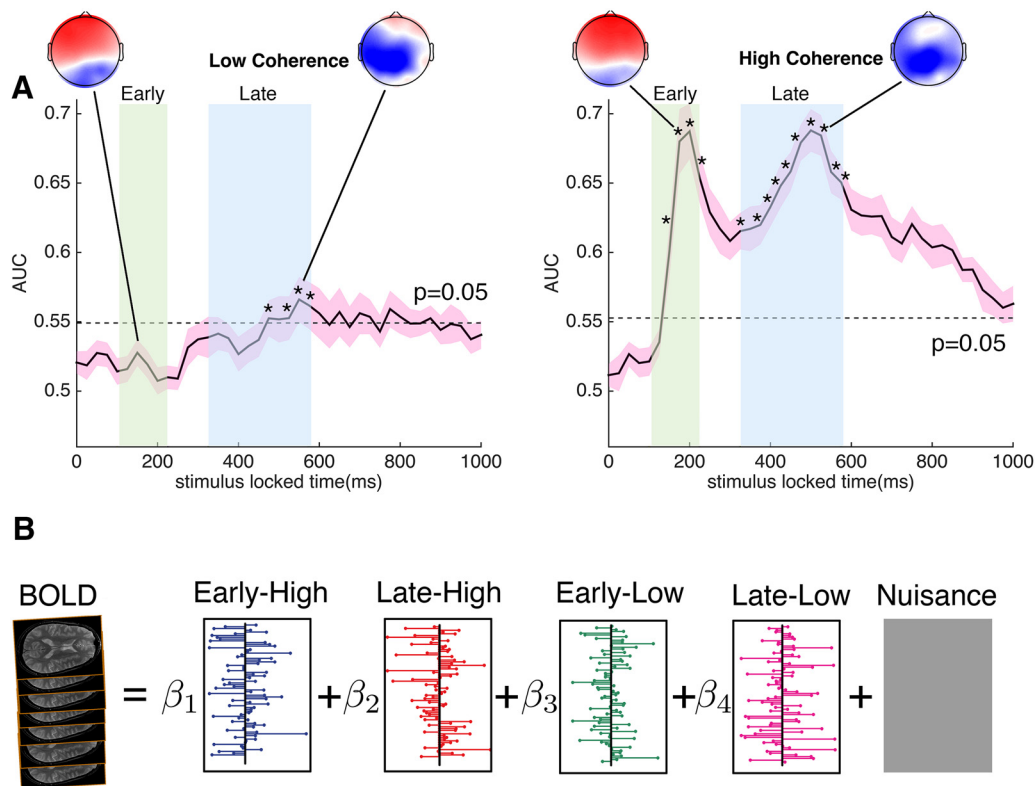 Low Coherence
High Coherence
A
Early
Late
Early
Late
0.7
0.65
0.6
0.55
0.5
AUC
p=0.05
0
200
400
600
800
1000
stimulus locked time(ms)
0.7
0.65
0.6
0.55
0.5
AUC
p=0.05
0
200
400
600
800
1000
stimulus locked time(ms)
B
BOLD
Early-High
Late-High
Early-Low
Late-Low
Nuisance
= β1 + β2 + β3 + β4 +